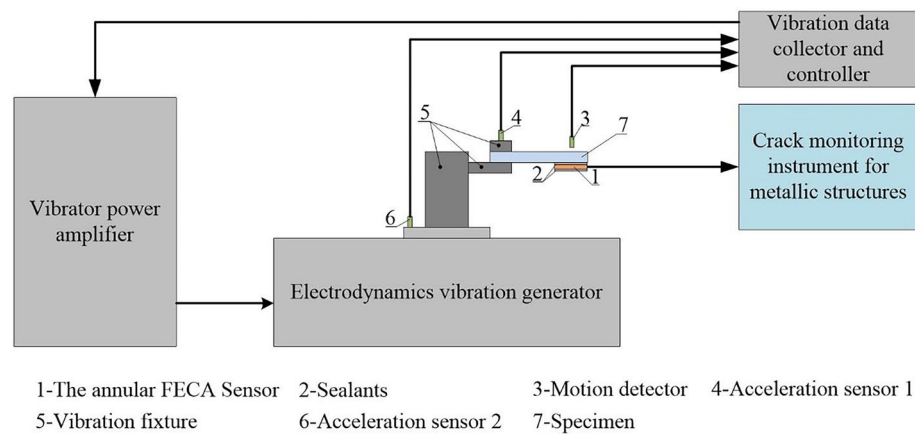 Vibration data
collector and
controller
4
3
7
5
Crack monitoring
instrument for
metallic structures
2
1
Vibrator power
amplifier
6
Electrodynamics vibration generator
1-The annular FECA Sensor 2-Sealants 3-Motion detector 4-Acceleration sensor 1
5-Vibration fixture 6-Acceleration sensor 2 7-Specimen